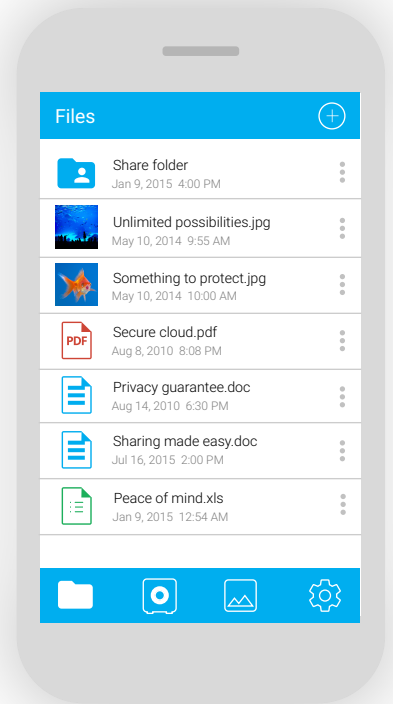 Files
Share folder
Jan 9, 2015 4:00 PM
Unlimited possibilities.jpg
May 10, 2014 9:55 AM
Something to protect.jpg
May 10, 2014 10:00 AM
PDF
Secure cloud.pdf
Aug 8, 2010 8:08 PM
Privacy guarantee.doc
Aug 14, 2010 6:30 PM
Sharing made easy.doc
Jul 16, 2015 2:00 PM
Peace of mind.xls
Jan 9, 2015 12:54 AM